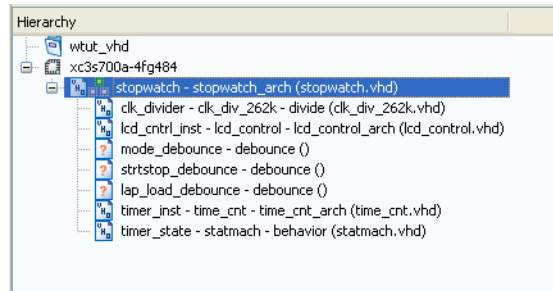 Hierarchy
wtut_vhd
xc3s700a-4fg484
stopwatch - stopwatch_arch (stopwatch.vhd)
clk_divider - clk_div_262k - divide (clk_div_262k.vhd)
lcd_cntrl_inst - lcd_control - lcd_control_arch (lcd_control.vhd)
mode_debounce - debounce ()
strtstop_debounce - debounce ()
lap_load_debounce - debounce ()
timer_inst - time_cnt - time_cnt_arch (time_cnt.vhd)
timer_state - statmach - behavior (statmach.vhd)